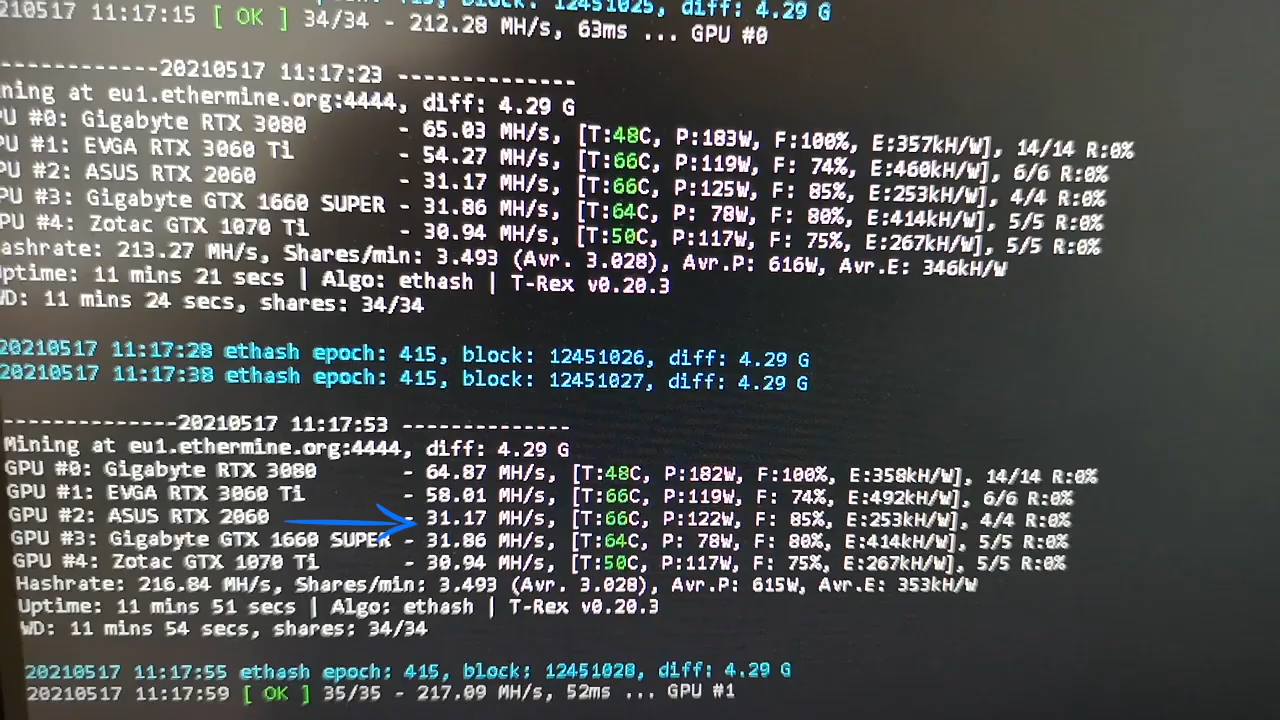 block: 12451025, diff: 4.29 G
210517 11:17:15 [ OK ] 34/34 - 212.28 MH/s, 63ms ... GPU #0
------------20210517 11:17:23 --------------
ning at eu1.ethermine.org:4444, diff: 4.29 G
PU #0: Gigabyte RTX 3080 - 65.03 MH/s, [T:48C, P:183W, F:100%, E:357kH/W], 14/14 R:0%
PU #1: EVGA RTX 3060 Ti - 54.27 MH/s, [T:66C, P:119W, F: 74%, E:460kH/W], 6/6 R:0%
PU #2: ASUS RTX 2060 - 31.17 MH/s, [T:66C, P:125W, F: 85%, E:253kH/W], 4/4 R:0%
PU #3: Gigabyte GTX 1660 SUPER - 31.86 MH/s, [T:64C, P: 78W, F: 80%, E:414kH/W], 5/5 R:0%
PU #4: Zotac GTX 1070 Ti - 30.94 MH/s, [T:50C, P:117W, F: 75%, E:267kH/W], 5/5 R:0%
ashrate: 213.27 MH/s, Shares/min: 3.493 (Avr. 3.028), Avr.P: 616W, Avr.E: 346kH/W
ptime: 11 mins 21 secs | Algo: ethash | T-Rex v0.20.3
WD: 11 mins 24 secs, shares: 34/34
20210517 11:17:28 ethash epoch: 415, block: 12451026, diff: 4.29 G
20210517 11:17:38 ethash epoch: 415, block: 12451027, diff: 4.29 G
--------------20210517 11:17:53 --------------
Mining at eu1.ethermine.org:4444, diff: 4.29 G
GPU #0: Gigabyte RTX 3080 - 64.87 MH/s, [T:48C, P:182W, F:100%, E:358kH/W], 14/14 R:0%
GPU #1: EVGA RTX 3060 Ti - 58.01 MH/s, [T:66C, P:119W, F: 74%, E:492kH/W], 6/6 R:0%
GPU #2: ASUS RTX 2060 - 31.17 MH/s, [T:66C, P:122W, F: 85%, E:253kH/W], 4/4 R:0%
GPU #3: Gigabyte GTX 1660 SUPER - 31.86 MH/s, [T:64C, P: 78W, F: 80%, E:414kH/W], 5/5 R:0%
GPU #4: Zotac GTX 1070 Ti - 30.94 MH/s, [T:50C, P:117W, F: 75%, E:267kH/W], 5/5 R:0%
Hashrate: 216.84 MH/s, Shares/min: 3.493 (Avr. 3.028), Avr.P: 615W, Avr.E: 353kH/W
Uptime: 11 mins 51 secs | Algo: ethash | T-Rex v0.20.3
WD: 11 mins 54 secs, shares: 34/34
20210517 11:17:55 ethash epoch: 415, block: 12451028, diff: 4.29 G
20210517 11:17:59 [ OK ] 35/35 - 217.09 MH/s, 52ms ... GPU #1